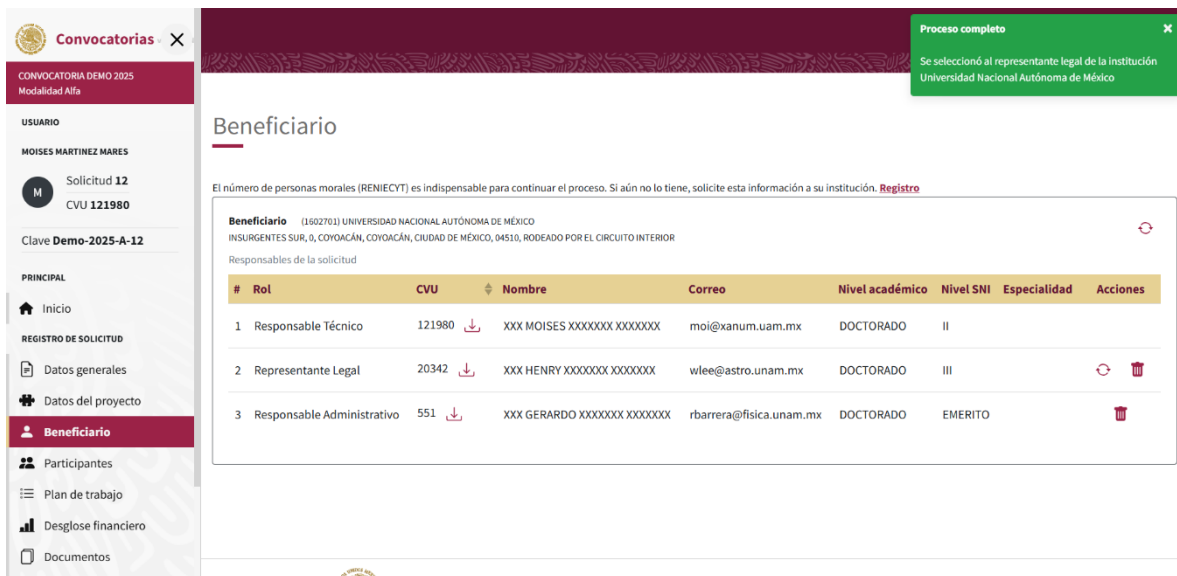 Convocatorias
CONVOCATORIA DEMO 2025
Modalidad Alfa
USUARIO
MOISES MARTINEZ MARES
M
Solicitud 12
CVU 121980
Clave Demo-2025-A-12
PRINCIPAL
Inicio
REGISTRO DE SOLICITUD
Datos generales
Datos del proyecto
Beneficiario
Participantes
Plan de trabajo
Desglose financiero
Documentos
Proceso completo
Se seleccionó al representante legal de la institución
Universidad Nacional Autónoma de México
Beneficiario
El número de personas morales (RENIECYT) es indispensable para continuar el proceso. Si aún no lo tiene, solicite esta información a su institución. Registro
Beneficiario (1602701) UNIVERSIDAD NACIONAL AUTÓNOMA DE MÉXICO
INSURGENTES SUR, 0, COYOACÁN, COYOACÁN, CIUDAD DE MÉXICO, 04510, RODEADO POR EL CIRCUITO INTERIOR
Responsables de la solicitud
# Rol CVU Nombre Correo Nivel académico Nivel SNI Especialidad Acciones
1 Responsable Técnico 121980 XXX MOISES XXXXXXX XXXXXXX moi@xanum.uam.mx DOCTORADO II
2 Representante Legal 20342 XXX HENRY XXXXXXX XXXXXXX wlee@astro.unam.mx DOCTORADO III
3 Responsable Administrativo 551 XXX GERARDO XXXXXXX XXXXXXX rbarrera@fisica.unam.mx DOCTORADO EMERITO